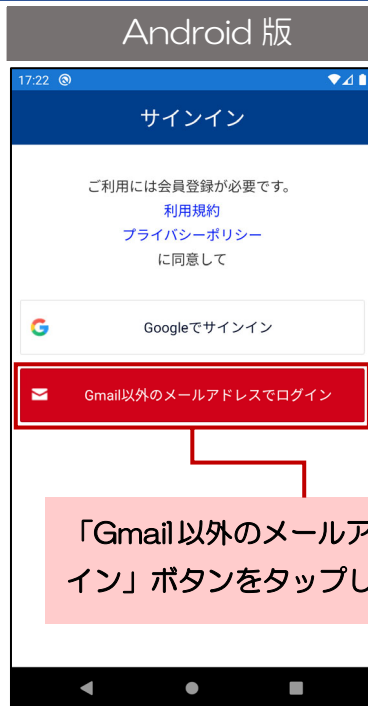 Android 版
17:22
サインイン
ご利用には会員登録が必要です。
利用規約
プライバシーポリシー
に同意して
Googleでサインイン
Gmail以外のメールアドレスでログイン
「Gmail以外のメールア
イン」ボタンをタップし